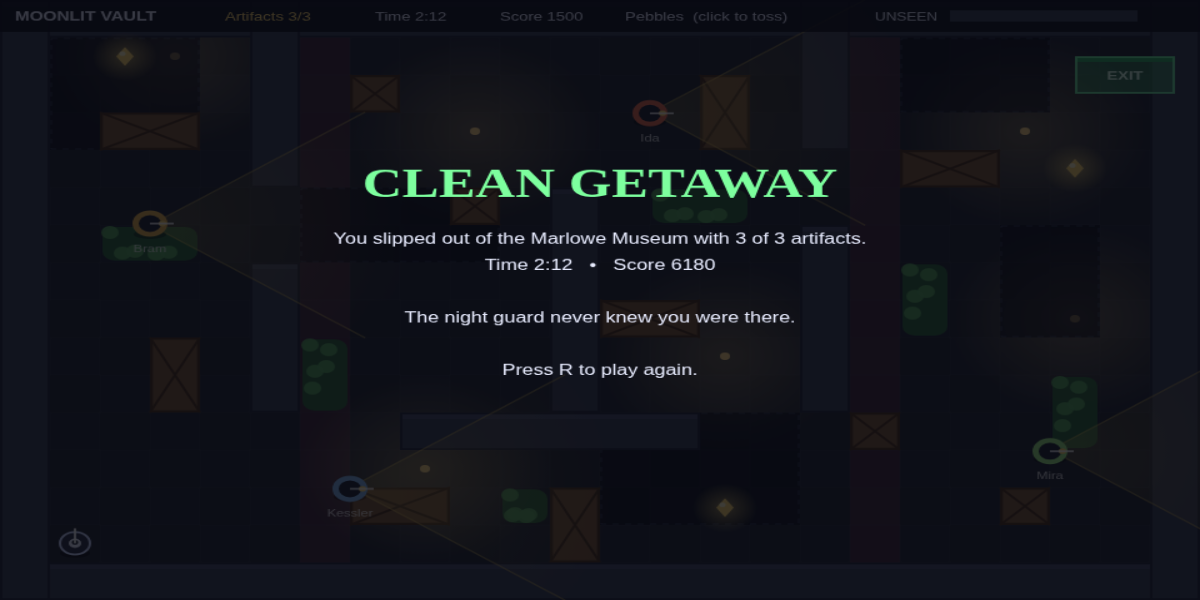 MOONLIT VAULT Artifacts 3/3 Time 2:12 Score 1500 Pebbles (click to toss) UNSEEN
EXIT
Ida
CLEAN GETAWAY
You slipped out of the Marlowe Museum with 3 of 3 artifacts.
Bram
Time 2:12 • Score 6180
The night guard never knew you were there.
Press R to play again.
Mira
Kessler